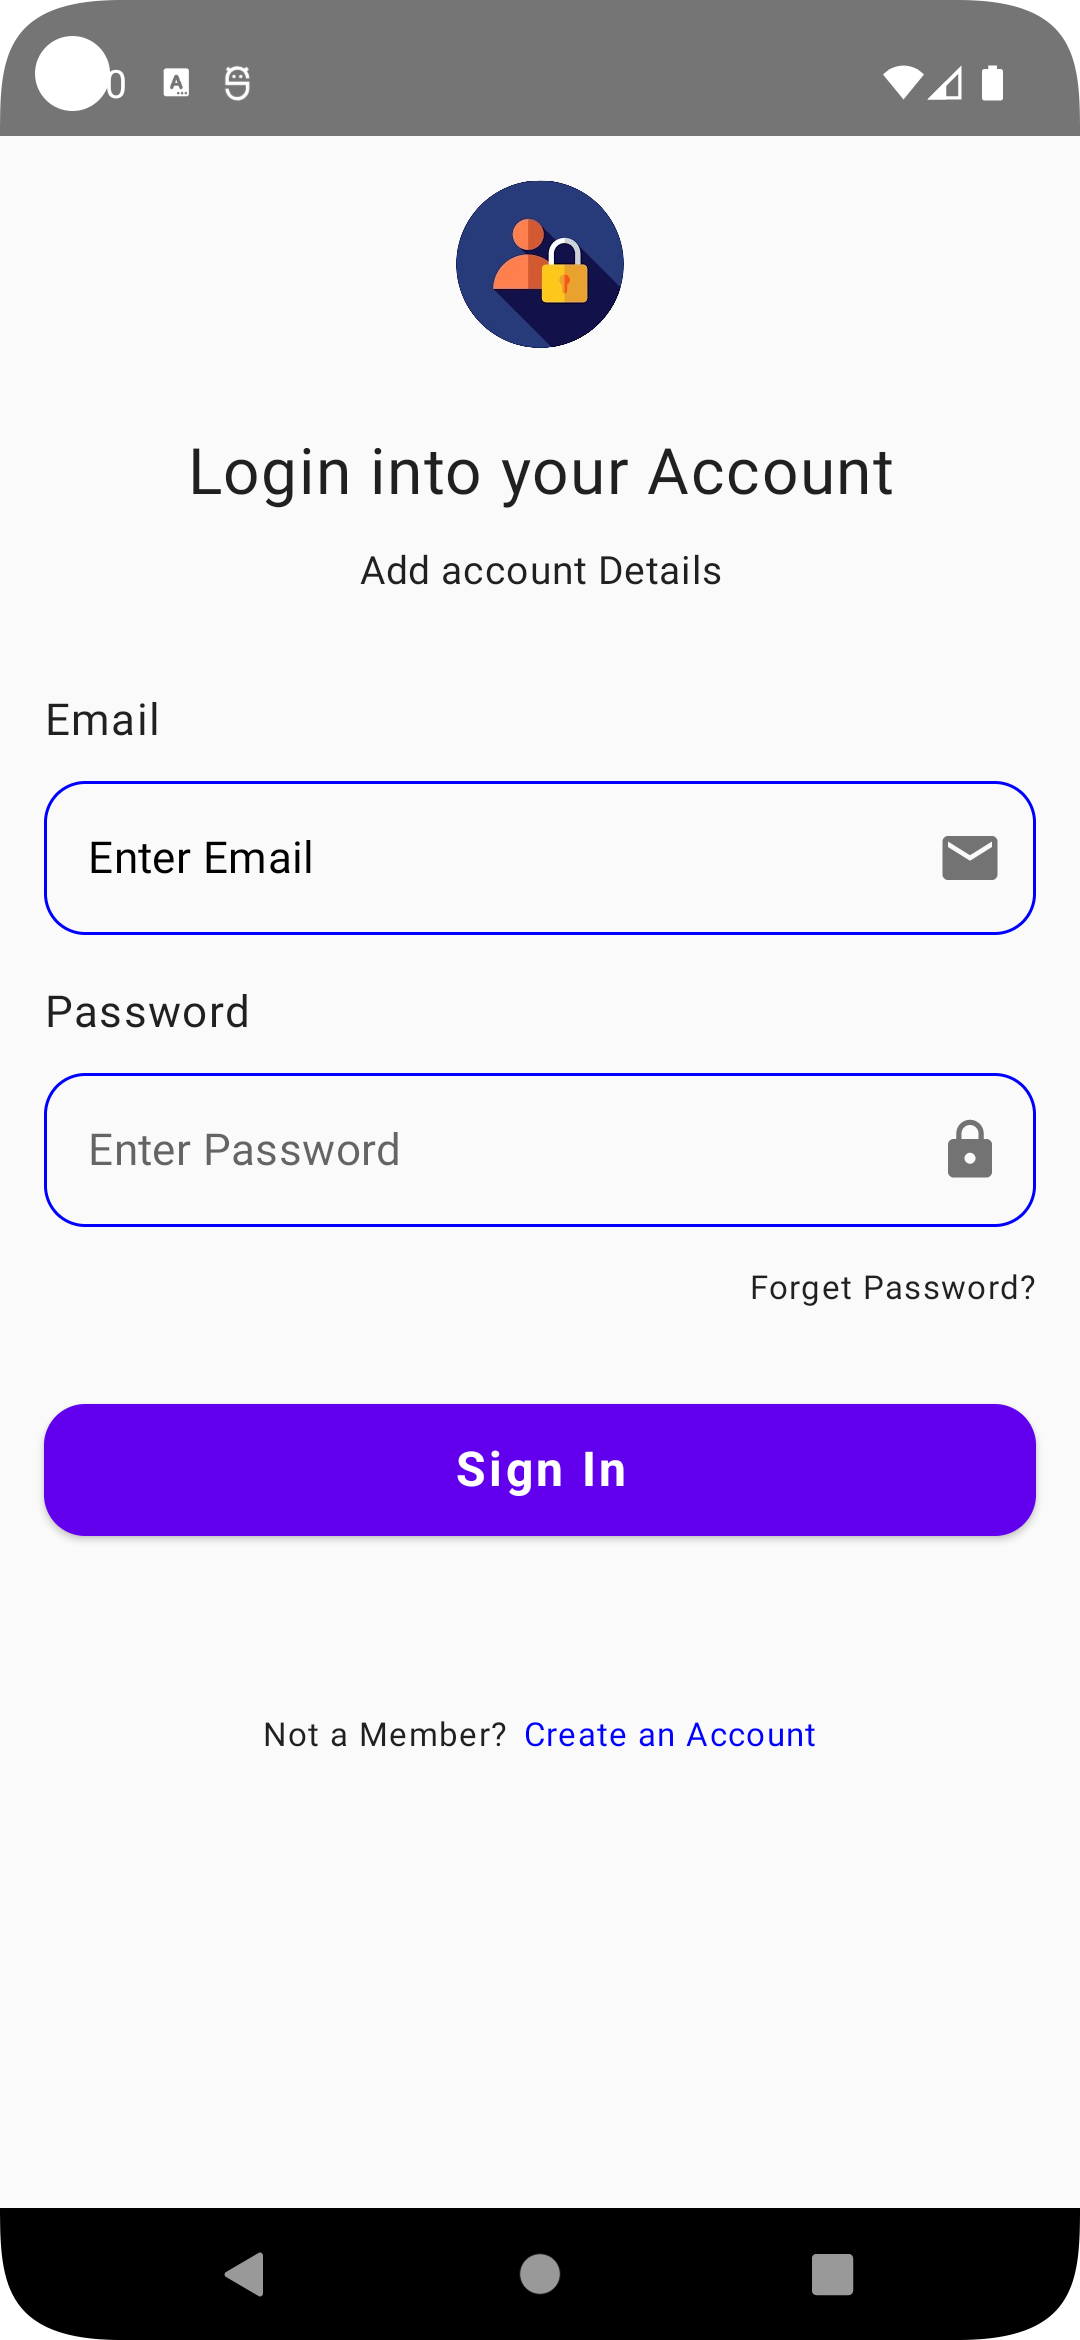 Login into your Account
Add account Details
Email
Enter Email
Password
Enter Password
Forget Password?
Sign In
Not a Member? Create an Account